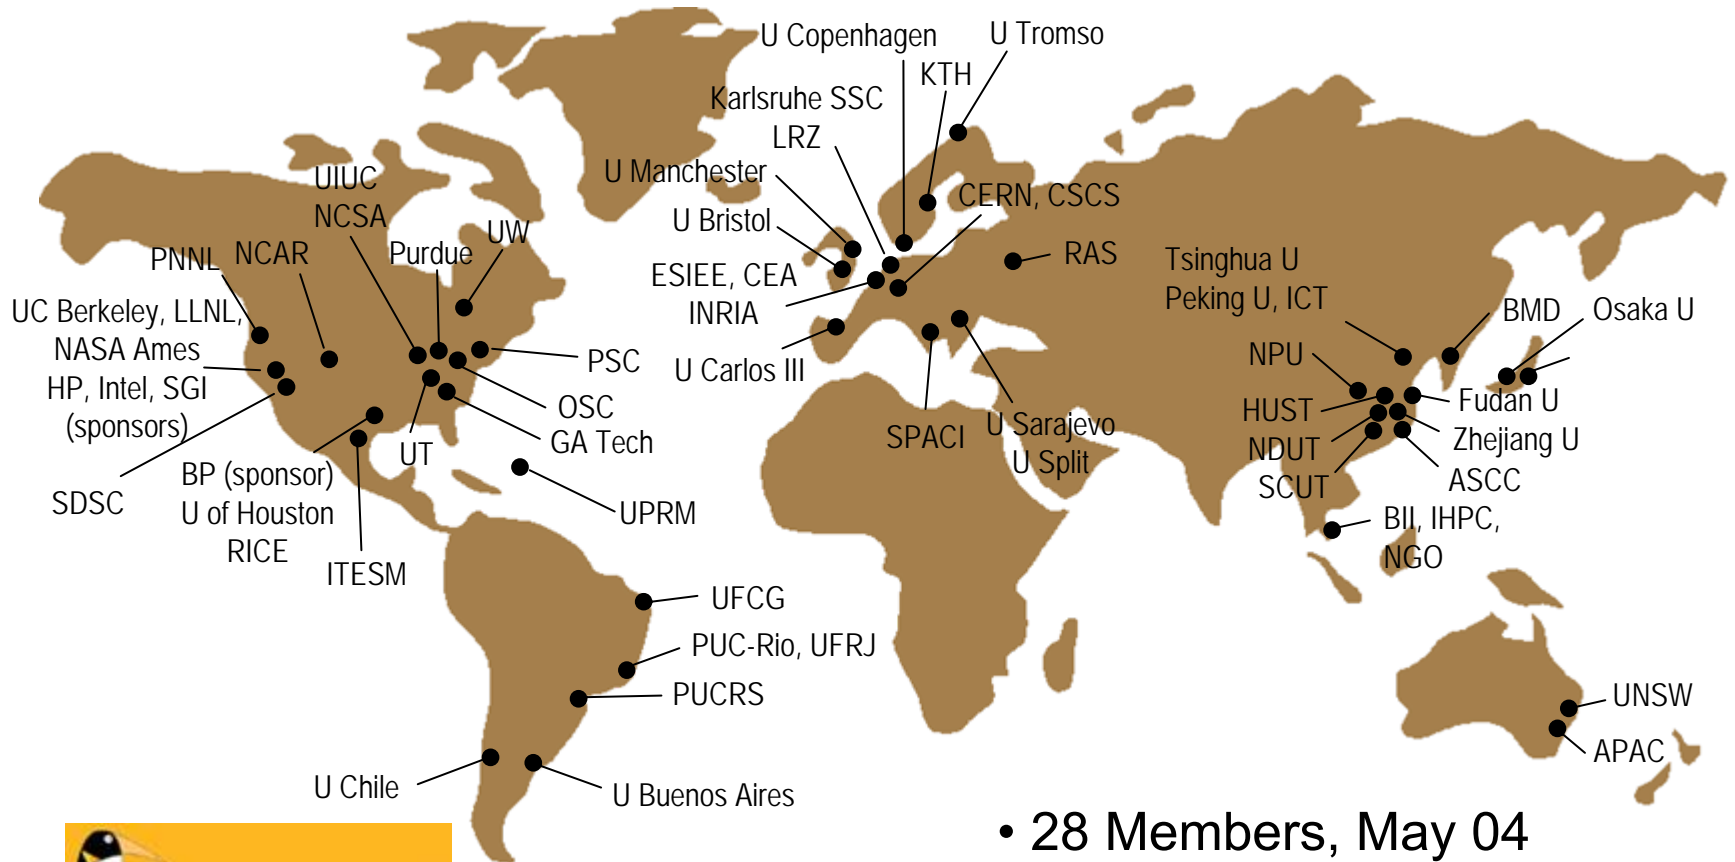 U Copenhagen
U Tromso
KTH
Karlsruhe SSC
LRZ
U Manchester
UIUC
NCSA
CERN, CSCS
U Bristol
UW
PNNL
NCAR
Purdue
ESIEE, CEA
INRIA
RAS
Tsinghua U
Peking U, ICT
BMD
Osaka U
UC Berkeley, LLNL,
NASA Ames
HP, Intel, SGI
(sponsors)
PSC
U Carlos III
NPU
OSC
GA Tech
UT
SPACI
U Sarajevo
U Split
HUST
Fudan U
NDUT
Zhejiang U
SCUT
ASCC
SDSC
BP (sponsor)
U of Houston
RICE
UPRM
BII, IHPC,
NGO
ITESM
UFCG
PUC-Rio, UFRJ
PUCRS
UNSW
APAC
U Chile
U Buenos Aires
• 28 Members, May 04